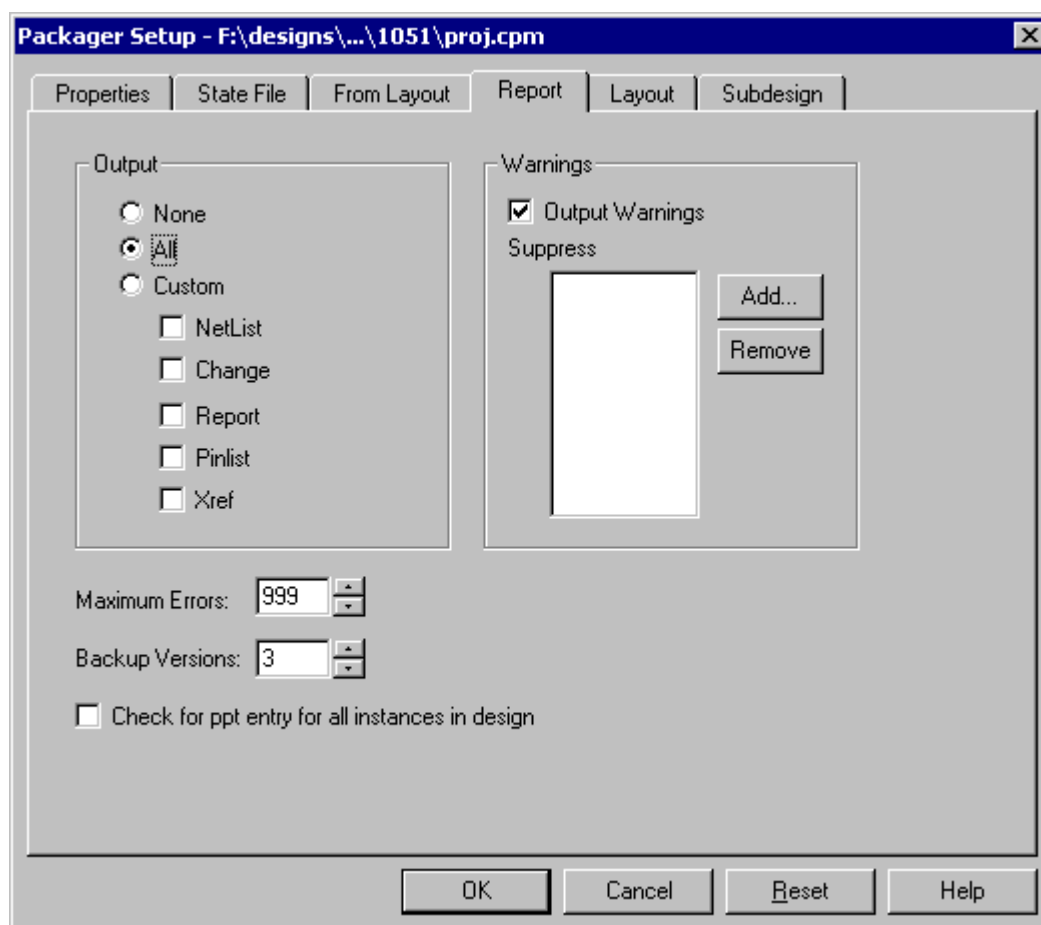 Packager Setup - F:\designs\...\1051\proj.cpm
Properties State File From Layout Report Layout Subdesign
Output
None
All
Custom
NetList
Change
Report
Pinlist
Xref
Warnings
Output Warnings
Suppress
Add...
Remove
Maximum Errors: 999
Backup Versions: 3
Check for ppt entry for all instances in design
OK Cancel Reset Help